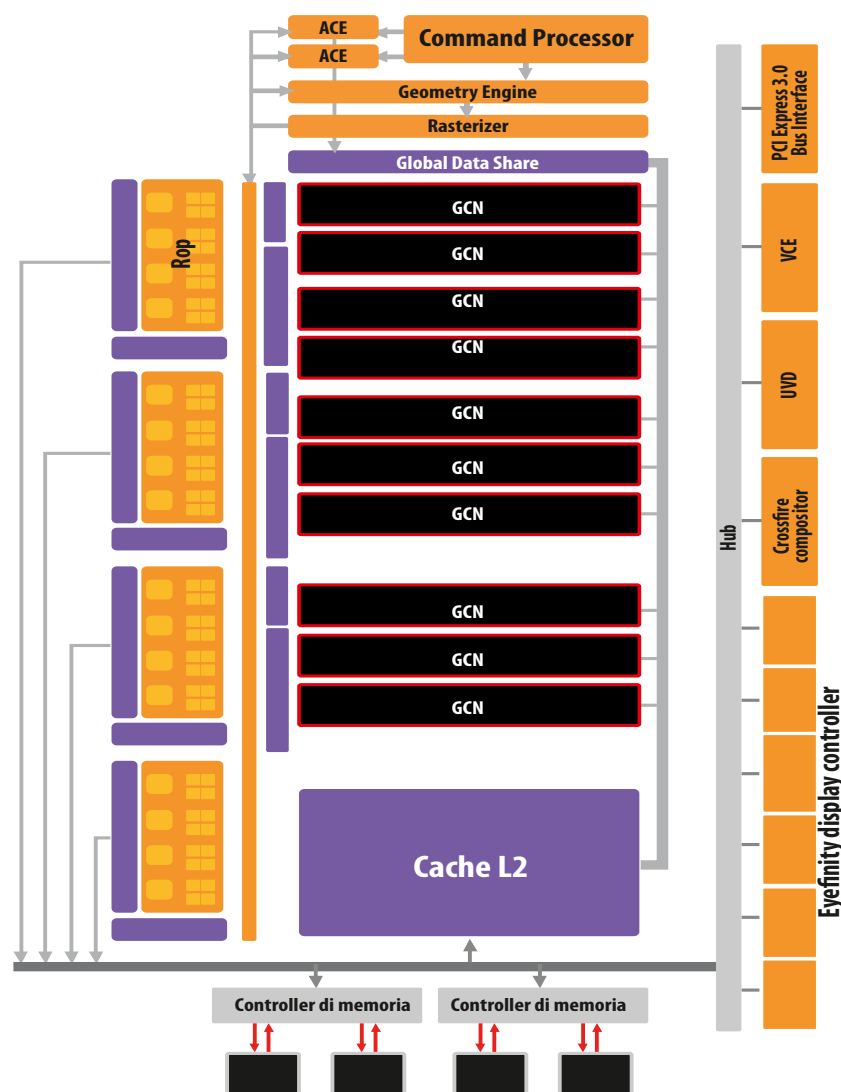 ACE
Command Processor
ACE
Geometry Engine
Rasterizer
Global Data Share
GCN
GCN
GCN
GCN
GCN
GCN
GCN
GCN
GCN
GCN
Cache L2
Rop
Hub
PCI Express 3.0
Bus Interface
VCE
UVD
Crossfire
compositor
Eyefinity display controller
Controller di memoria
Controller di memoria